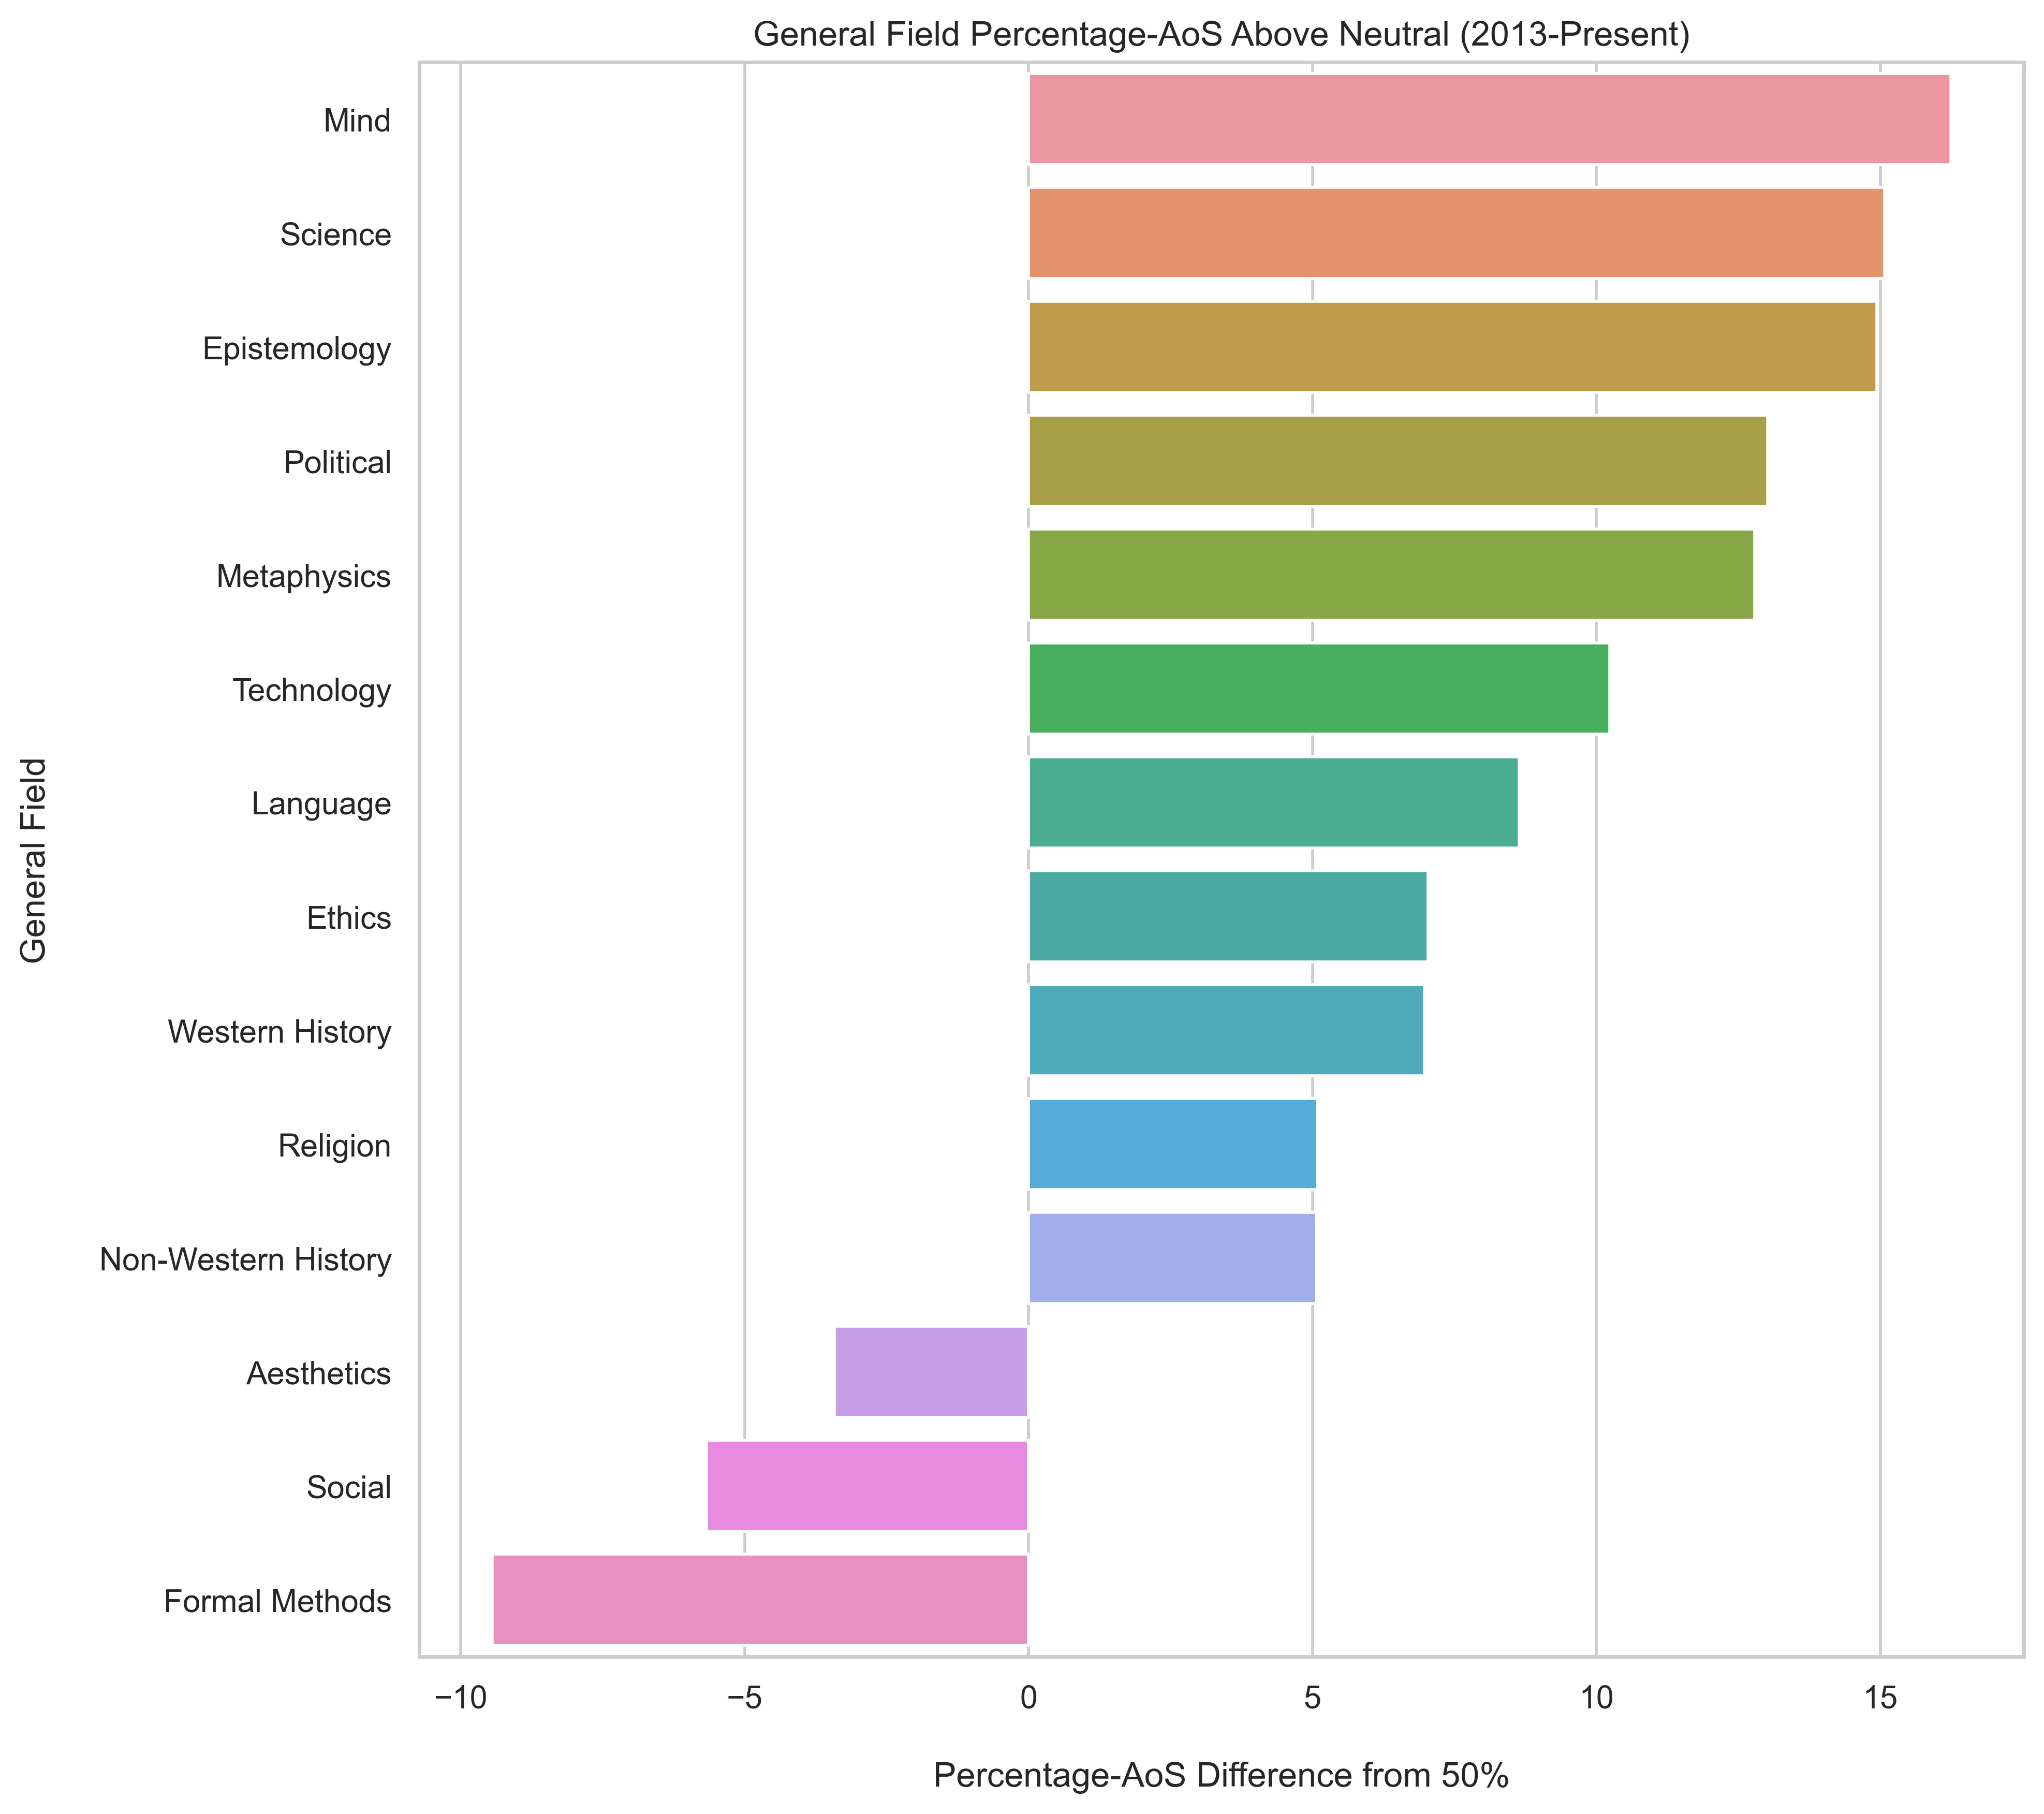 General Field Percentage-AoS Above Neutral (2013-Present)
General Field
Mind
Science
Epistemology
Political
Metaphysics
Technology
Language
Ethics
Western History
Religion
Non-Western History
Aesthetics
Social
Formal Methods
−10 −5 0 5 10 15
Percentage-AoS Difference from 50%